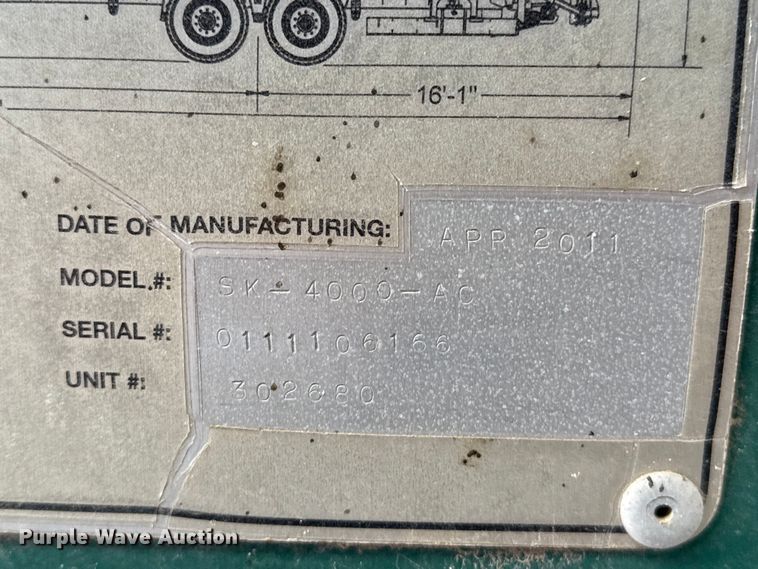 16'-1"
DATE OF MANUFACTURING: APR 2011
MODEL #: SK-4000-AC
SERIAL #: 0111106166
UNIT #: 302680
Purple Wave Auction